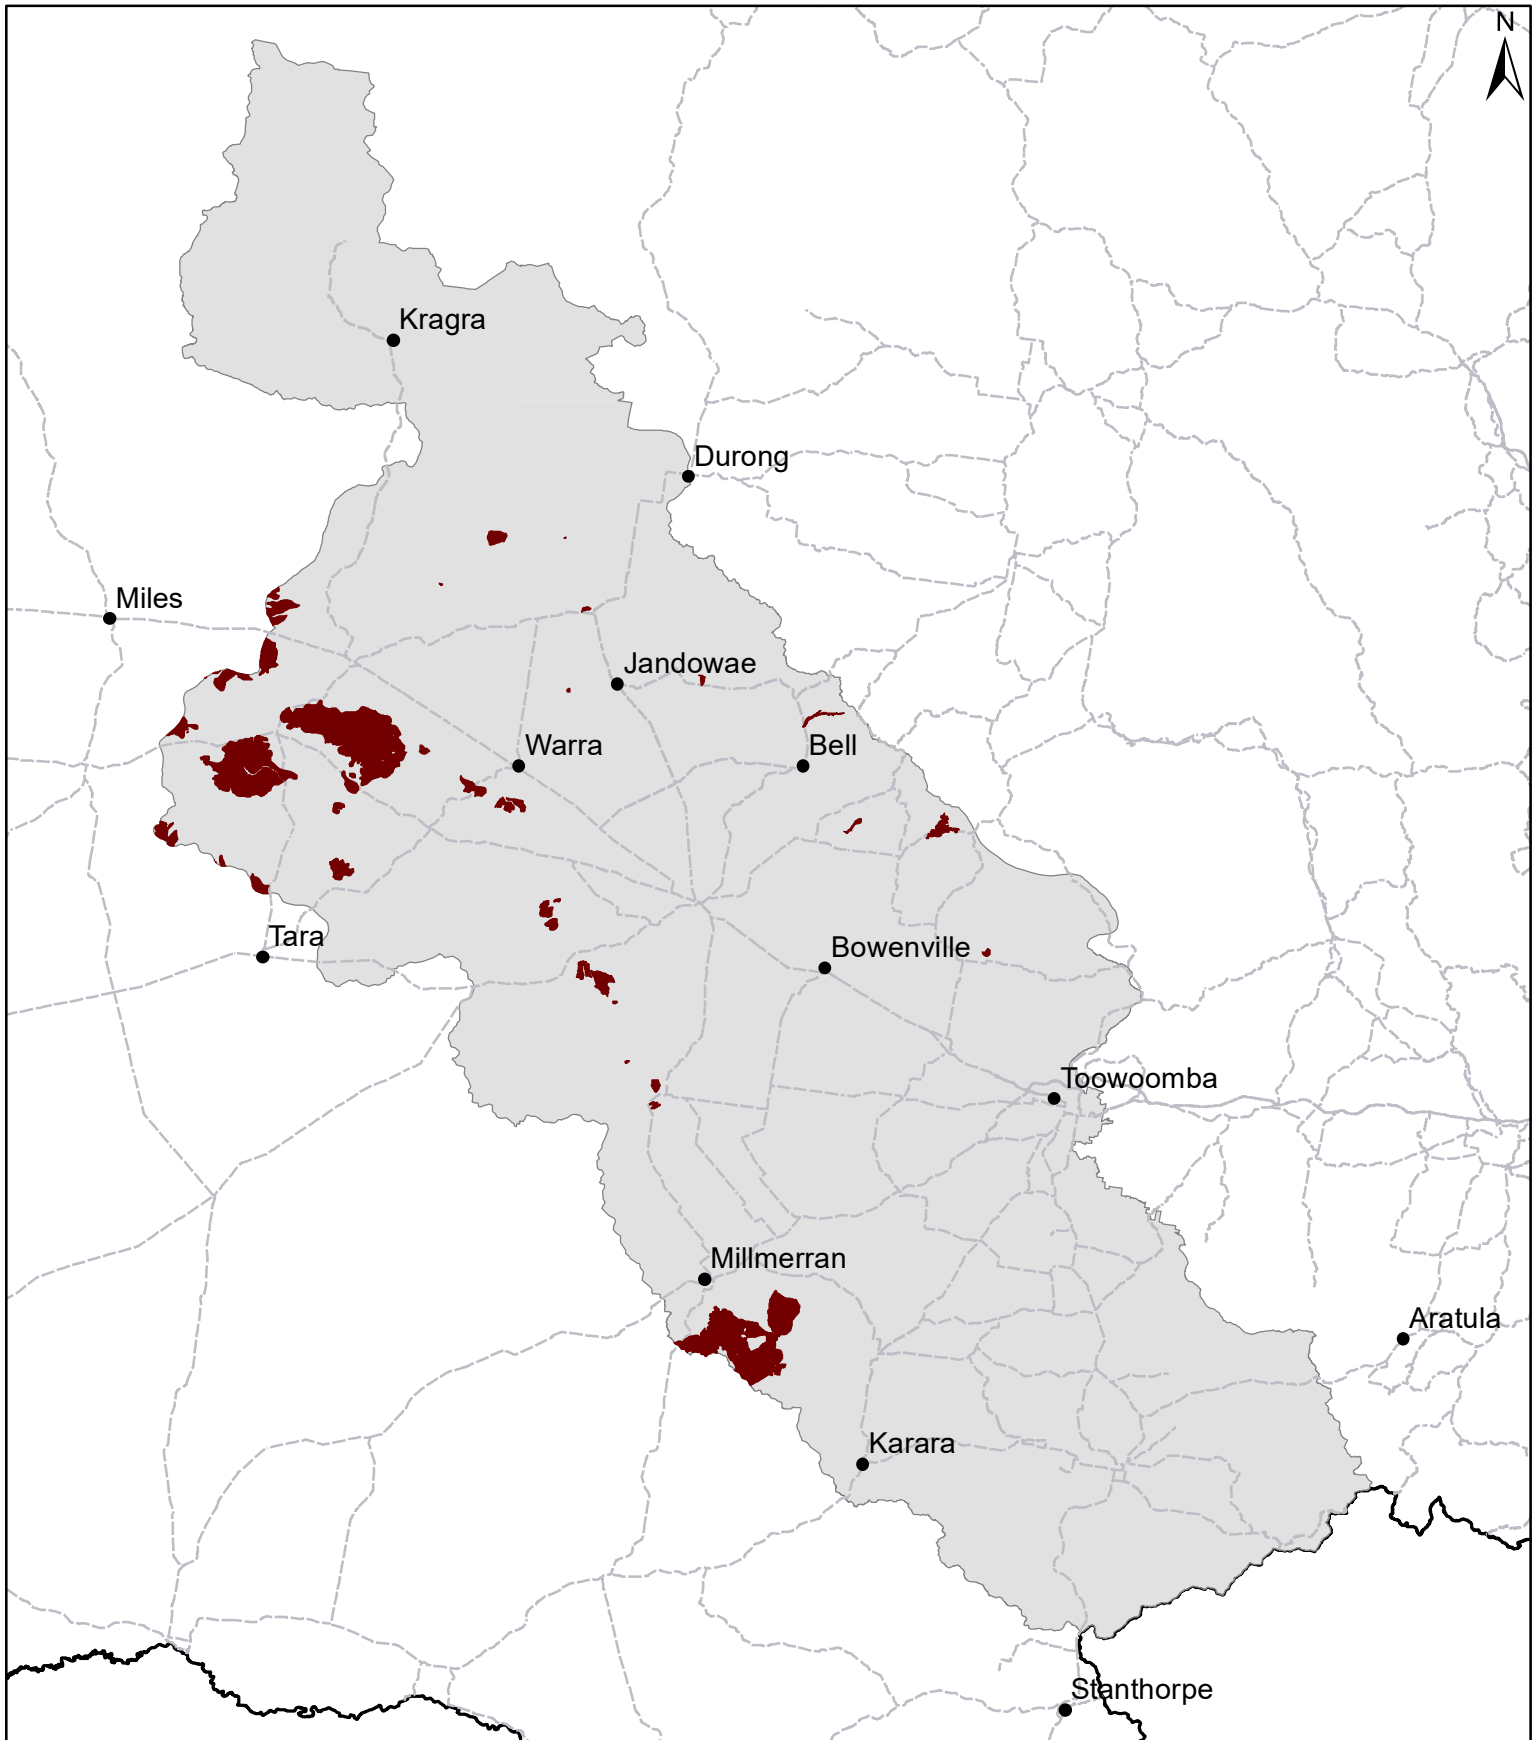 N
Kragra
Durong
Miles
Jandowae
Warra
Bell
Tara
Bowenville
Toowoomba
Millmerran
Aratula
Karara
Stanthorpe